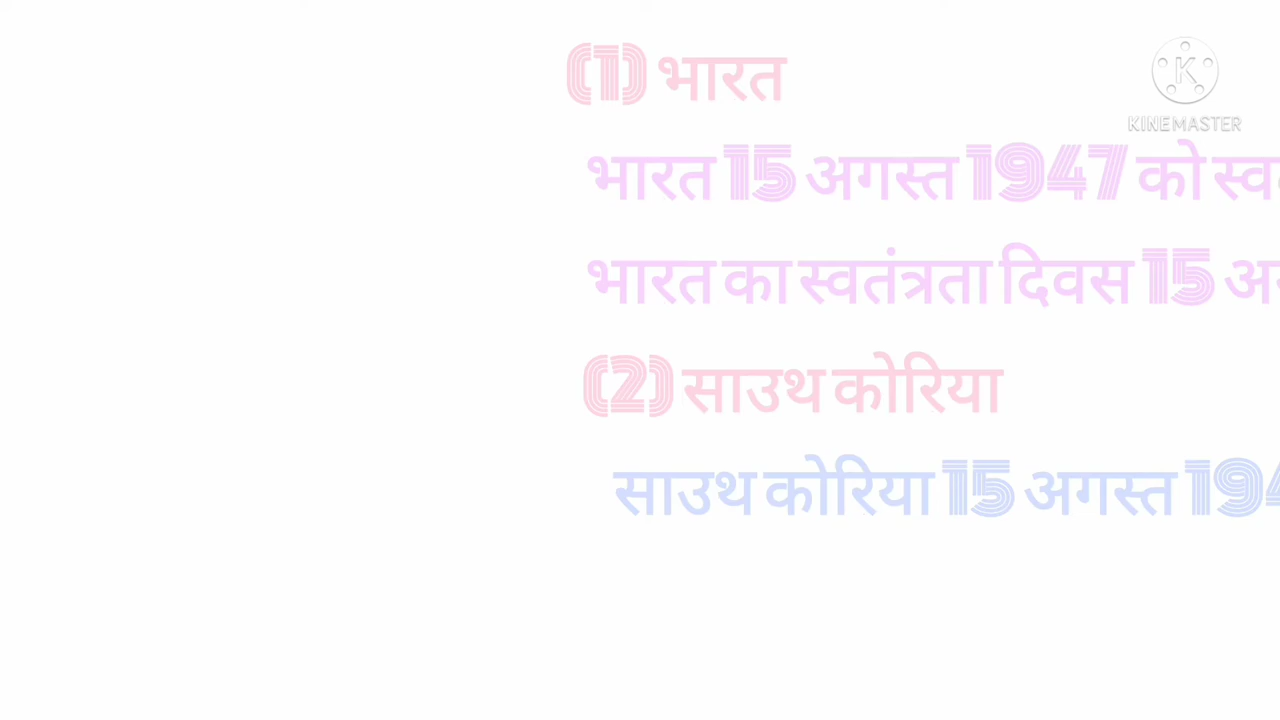 (1) भारत
KINEMASTER
भारत 15 अगस्त 1947 को
भारत का स्वतंत्रता दिवस 15
(2) साउथ कोरिया
साउथ कोरिया 15 अगस्त